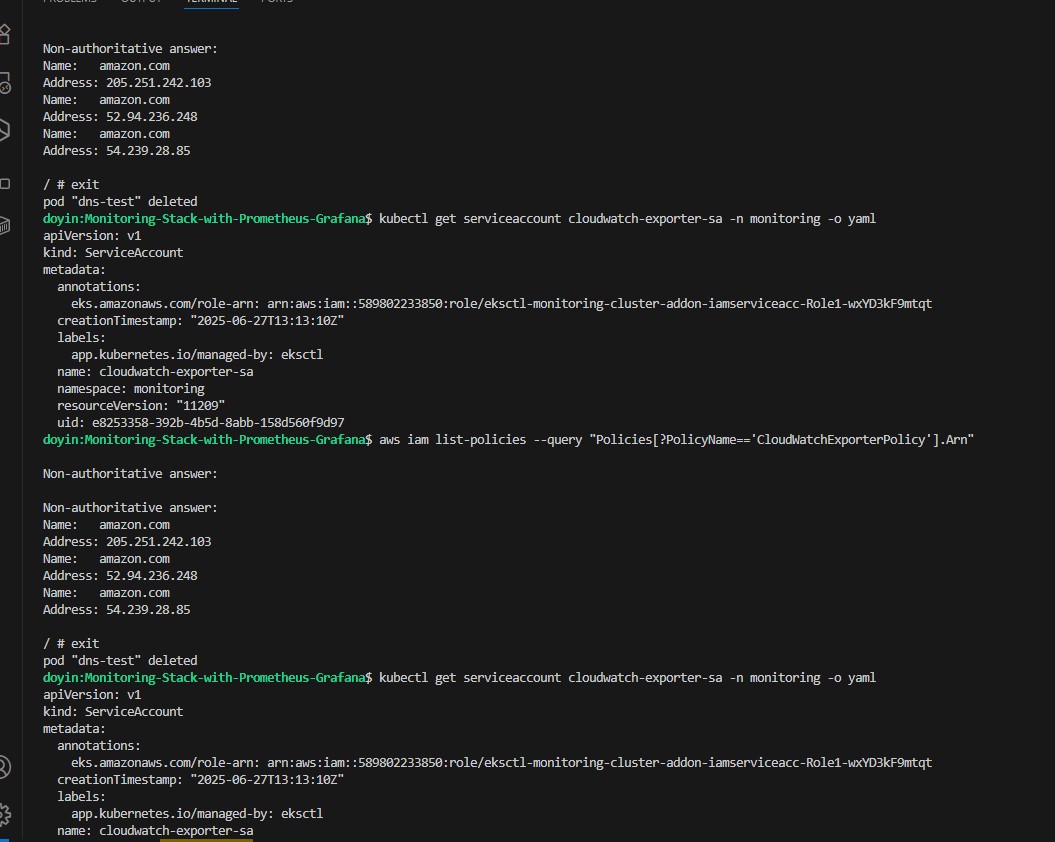 PROBLEMS OUTPUT TERMINAL PORTS
Non-authoritative answer:
Name:   amazon.com
Address: 205.251.242.103
Name:   amazon.com
Address: 52.94.236.248
Name:   amazon.com
Address: 54.239.28.85
/ # exit
pod "dns-test" deleted
doyin:Monitoring-Stack-with-Prometheus-Grafana$ kubectl get serviceaccount cloudwatch-exporter-sa -n monitoring -o yaml
apiVersion: v1
kind: ServiceAccount
metadata:
  annotations:
    eks.amazonaws.com/role-arn: arn:aws:iam::589802233850:role/eksctl-monitoring-cluster-addon-iamserviceacc-Role1-wxYD3kF9mtqt
  creationTimestamp: "2025-06-27T13:13:10Z"
  labels:
    app.kubernetes.io/managed-by: eksctl
  name: cloudwatch-exporter-sa
  namespace: monitoring
  resourceVersion: "11209"
  uid: e8253358-392b-4b5d-8abb-158d560f9d97
doyin:Monitoring-Stack-with-Prometheus-Grafana$ aws iam list-policies --query "Policies[?PolicyName=='CloudWatchExporterPolicy'].Arn"
Non-authoritative answer:
Non-authoritative answer:
Name:   amazon.com
Address: 205.251.242.103
Name:   amazon.com
Address: 52.94.236.248
Name:   amazon.com
Address: 54.239.28.85
/ # exit
pod "dns-test" deleted
doyin:Monitoring-Stack-with-Prometheus-Grafana$ kubectl get serviceaccount cloudwatch-exporter-sa -n monitoring -o yaml
apiVersion: v1
kind: ServiceAccount
metadata:
  annotations:
    eks.amazonaws.com/role-arn: arn:aws:iam::589802233850:role/eksctl-monitoring-cluster-addon-iamserviceacc-Role1-wxYD3kF9mtqt
  creationTimestamp: "2025-06-27T13:13:10Z"
  labels:
    app.kubernetes.io/managed-by: eksctl
  name: cloudwatch-exporter-sa